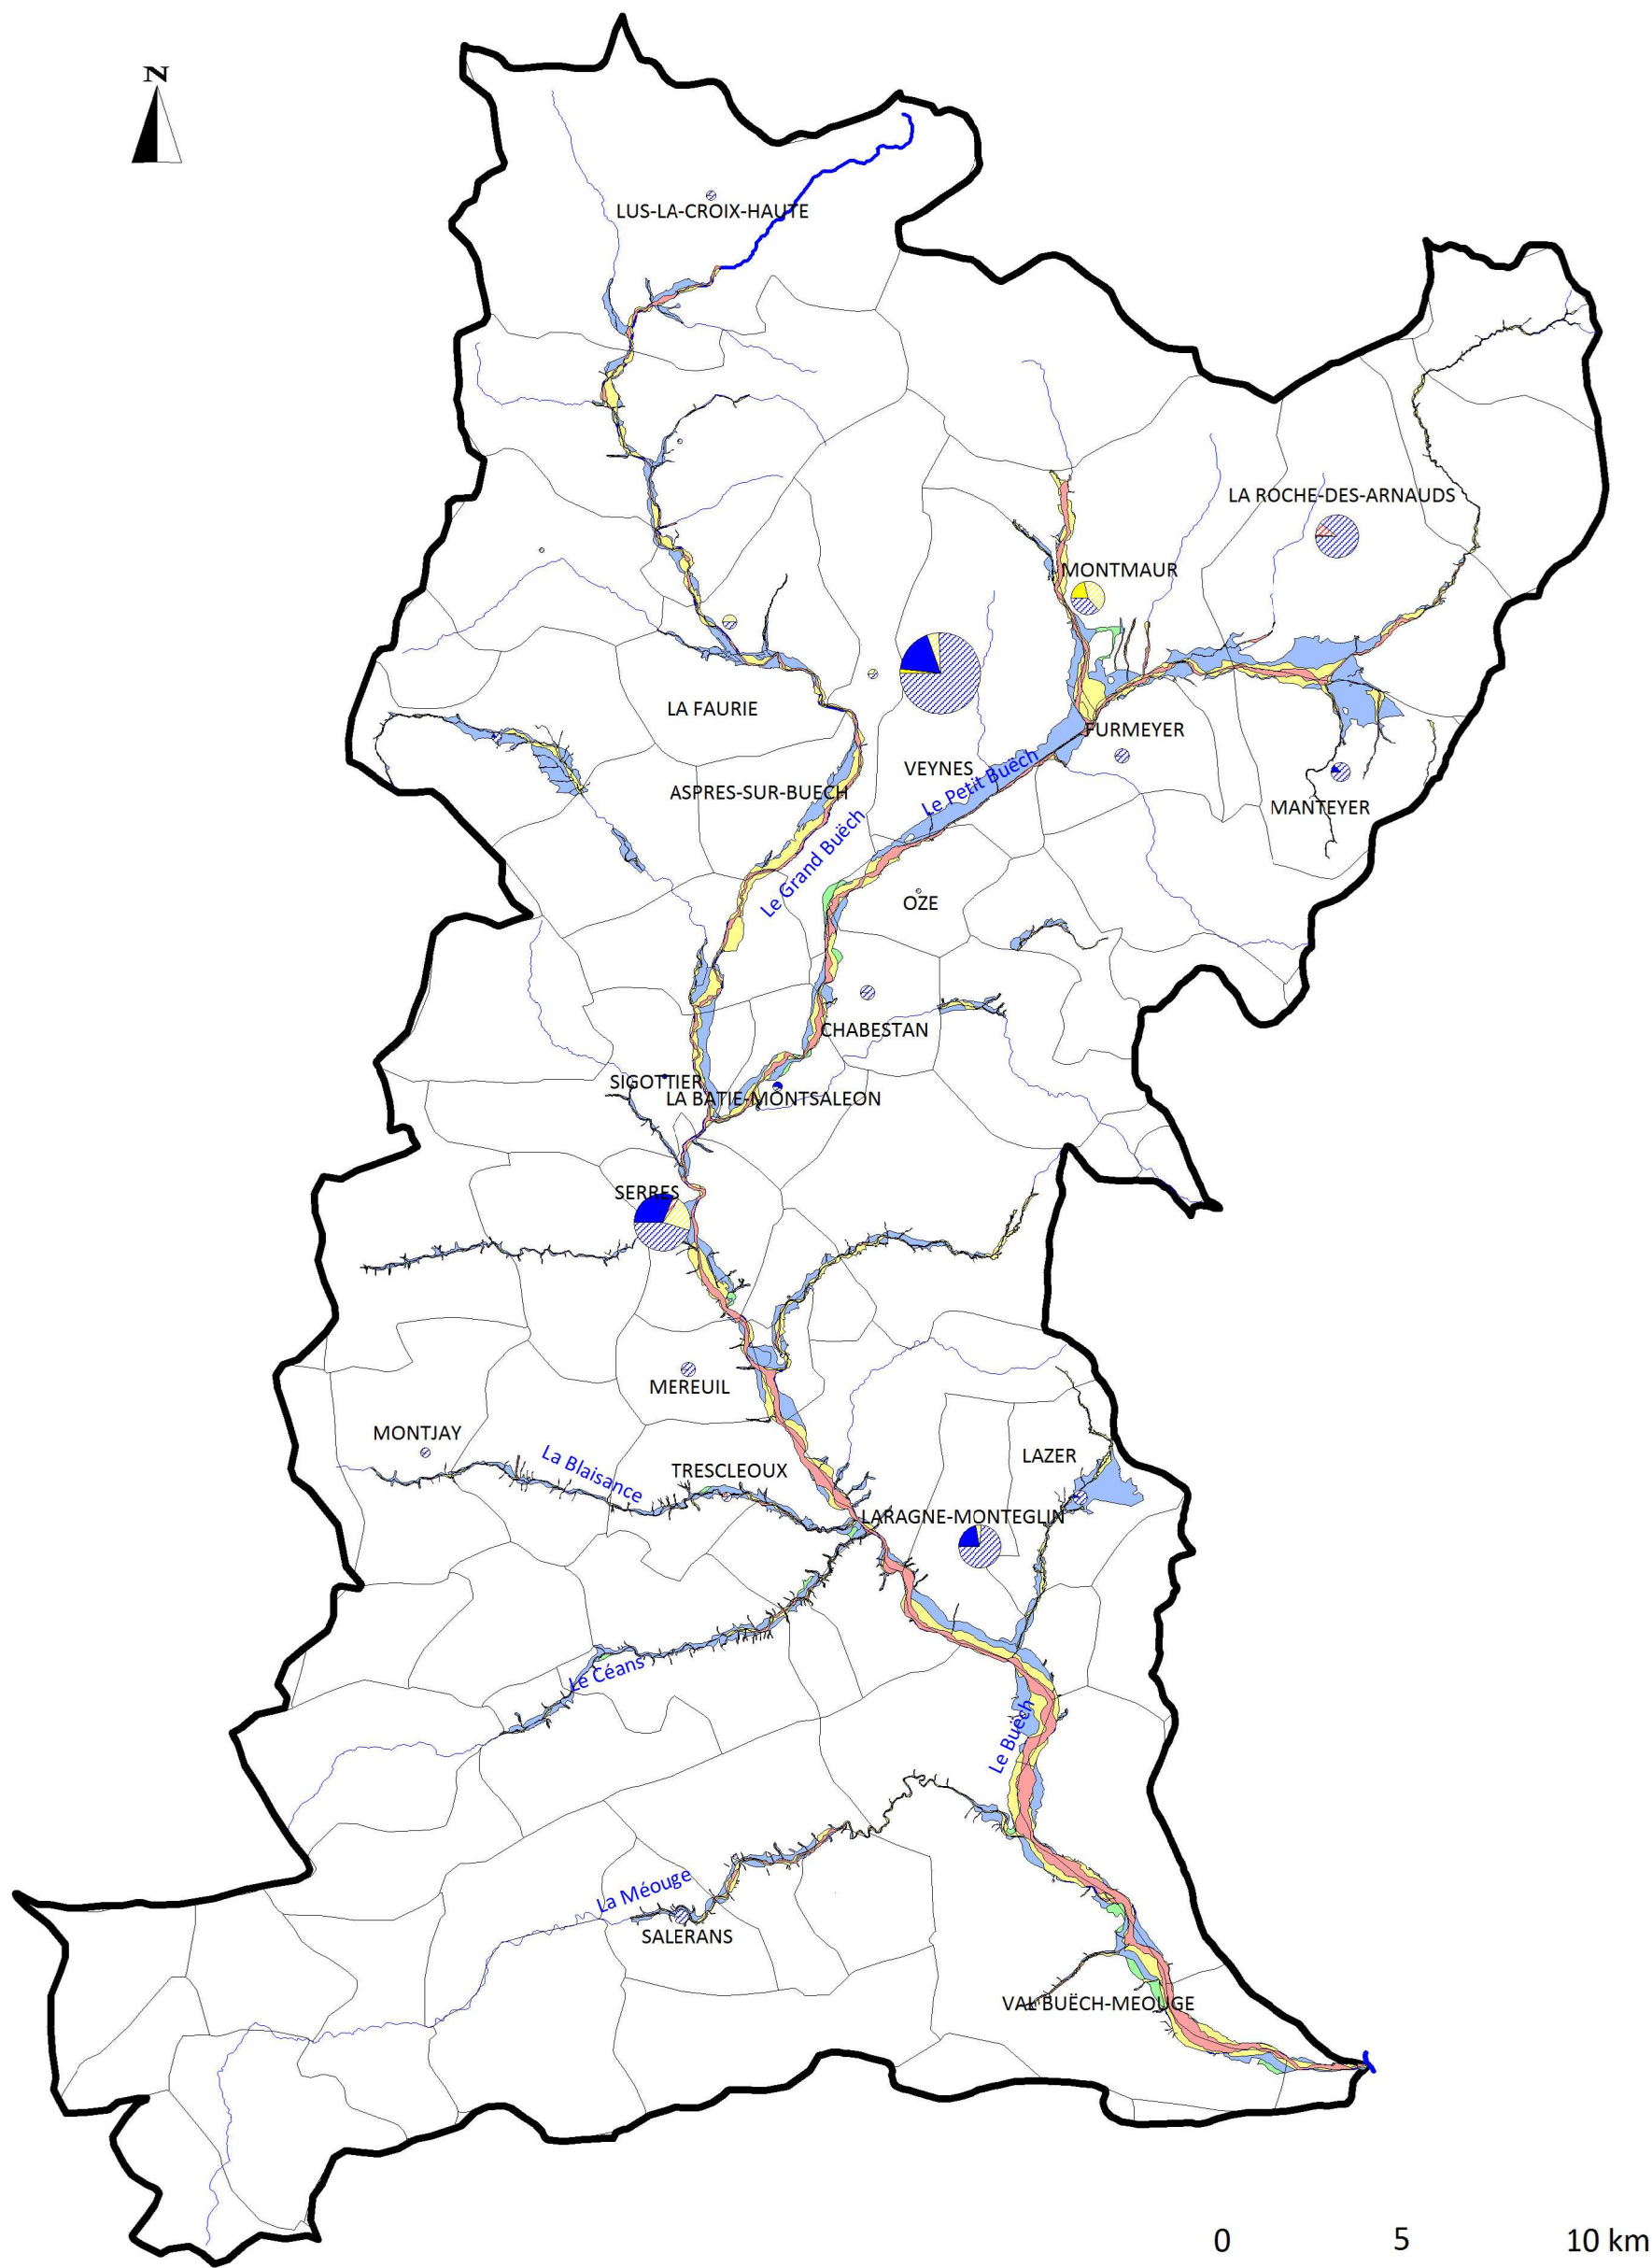 N
LUS-LA-CROIX-HAUTE
LA ROCHE-DES-ARNAUDS
MONTMAUR
LA FAURIE
FURMEYER
VEYNES
Le Petit Buëch
ASPRES-SUR-BUECH
MANTEYER
Le Grand Buëch
OZE
CHABESTAN
SIGOTTIER
LA BATIE-MONTSALEON
SERRES
MEREUIL
MONTJAY
LAZER
La Blaisance
TRESCLEOUX
LARAGNE-MONTEGLIN
Le Céans
Le Buëch
La Méouge
SALERANS
VAL BUËCH-MEOUGE
0 5 10 km